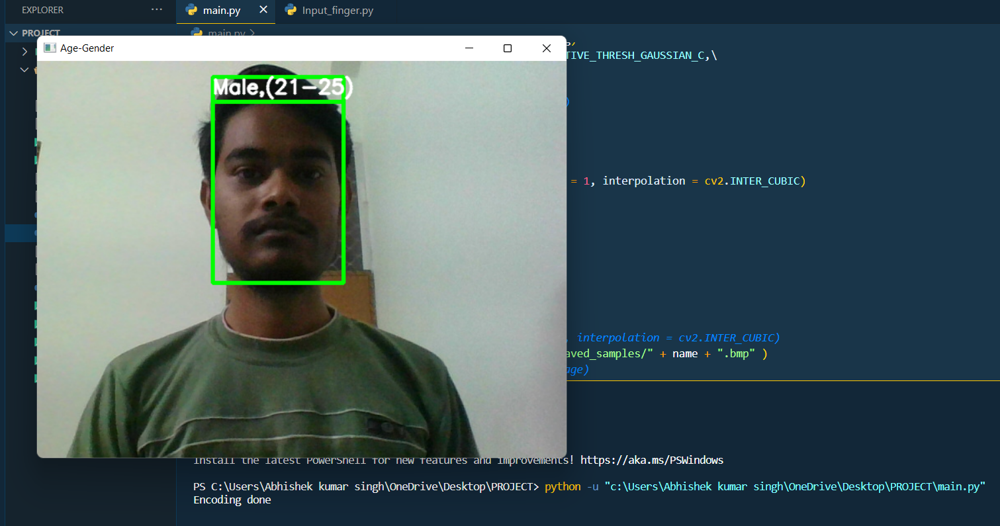 EXPLORER ··· main.py Input_finger.py
PROJECT main.py
Age-Gender
TIVE_THRESH_GAUSSIAN_C,\
Male,(21-25)
)
= 1, interpolation = cv2.INTER_CUBIC)
, interpolation = cv2.INTER_CUBIC)
aved_samples/" + name + ".bmp" )
age)
Install the latest PowerShell for new features and improvements! https://aka.ms/PSWindows
PS C:\Users\Abhishek kumar singh\OneDrive\Desktop\PROJECT> python -u "c:\Users\Abhishek kumar singh\OneDrive\Desktop\PROJECT\main.py"
Encoding done